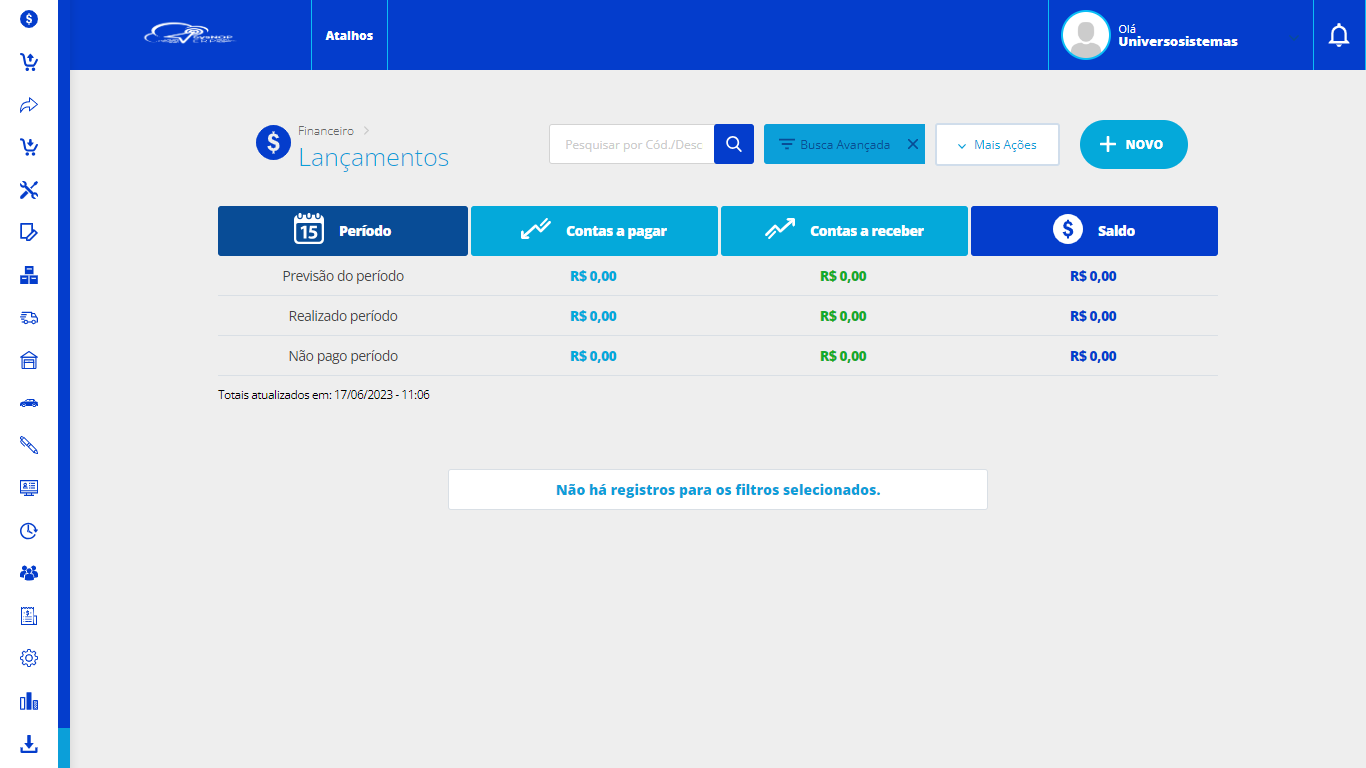 Atalhos
Olá
Universosistemas
Financeiro
Lançamentos
Pesquisar por Cód./Desc
Busca Avançada
Mais Ações
NOVO
15 Período Contas a pagar Contas a receber $ Saldo
Previsão do período R$ 0,00 R$ 0,00 R$ 0,00
Realizado período R$ 0,00 R$ 0,00 R$ 0,00
Não pago período R$ 0,00 R$ 0,00 R$ 0,00
Totais atualizados em: 17/06/2023 - 11:06
Não há registros para os filtros selecionados.